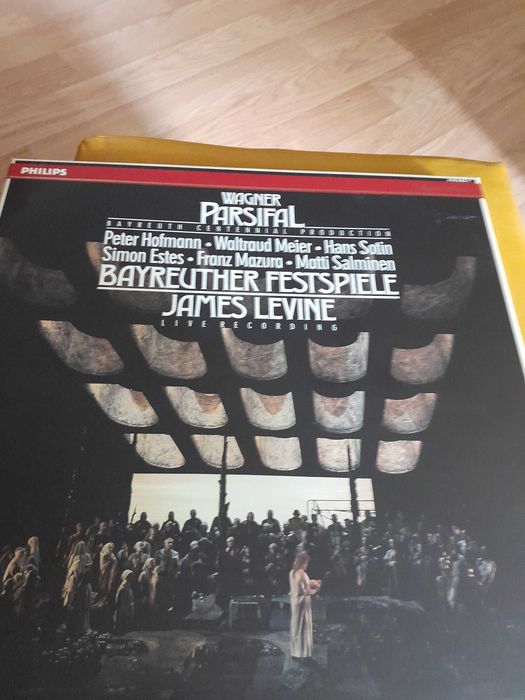 PHILIPS
WAGNER
PARSIFAL
BAYREUTH CENTENNIAL PRODUCTION
Peter Hofmann • Waltraud Meier • Hans Sotin
Simon Estes • Franz Mazura • Matti Salminen
BAYREUTHER FESTSPIELE
JAMES LEVINE
LIVE RECORDING